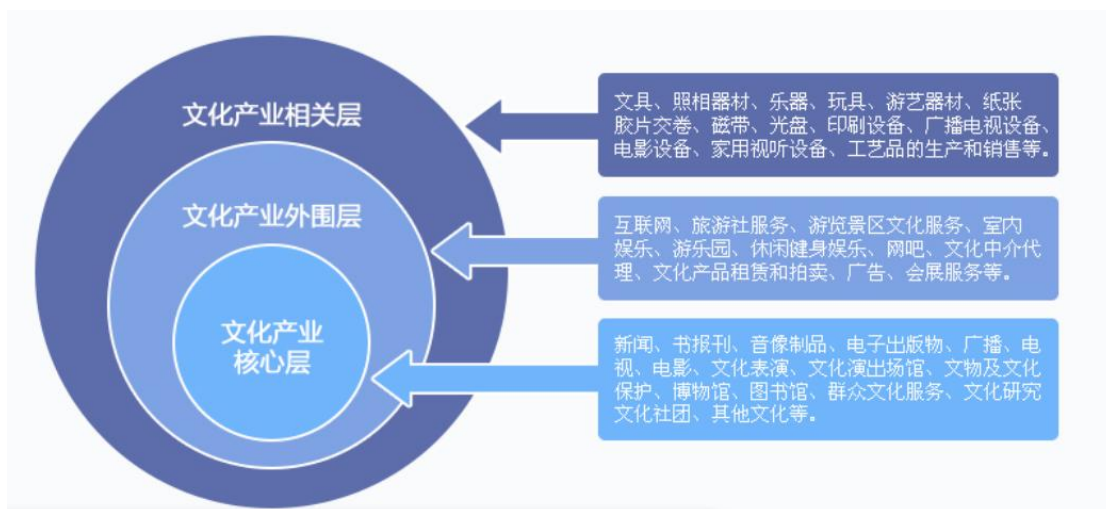 文化产业相关层
文具、照相器材、乐器、玩具、游艺器材、纸张
胶片交卷、磁带、光盘、印刷设备、广播电视设备、
电影设备、家用视听设备、工艺品的生产和销售等。
文化产业外围层
互联网、旅游社服务、游览景区文化服务、室内
娱乐、游乐园、休闲健身娱乐、网吧、文化中介代
理、文化产品租赁和拍卖、广告、会展服务等。
文化产业
核心层
新闻、书报刊、音像制品、电子出版物、广播、电
视、电影、文化表演、文化演出场馆、文物及文化
保护、博物馆、图书馆、群众文化服务、文化研究
文化社团、其他文化等。